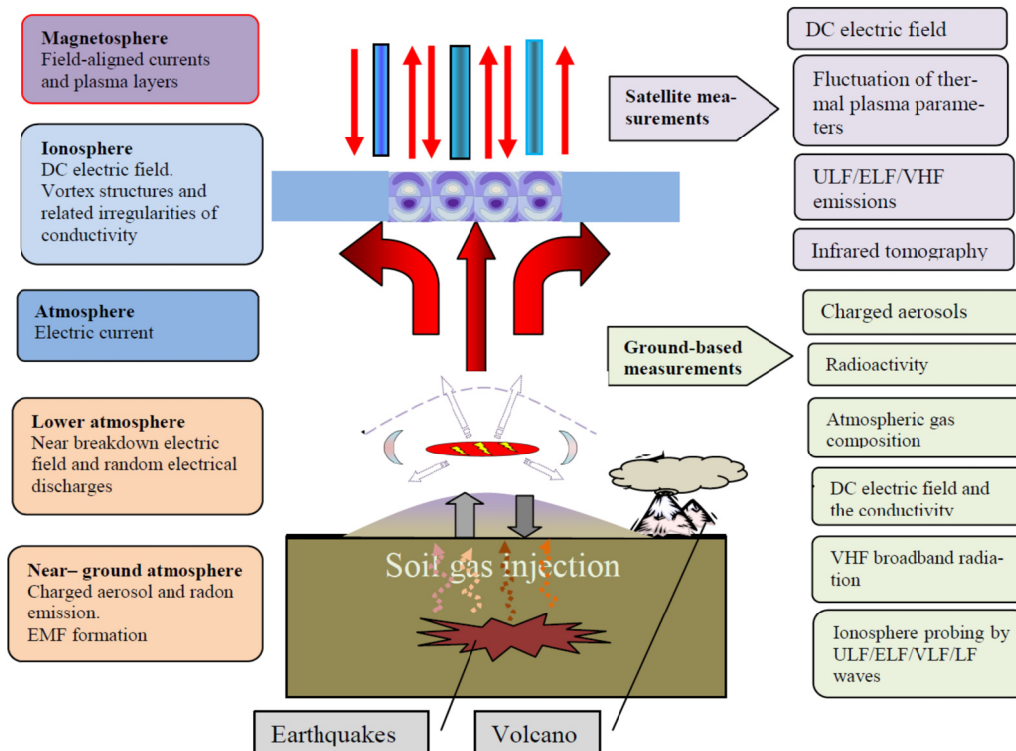 Magnetosphere
Field-aligned currents
and plasma layers
Ionosphere
DC electric field.
Vortex structures and
related irregularities of
conductivity
Atmosphere
Electric current
Lower atmosphere
Near breakdown electric
field and random electrical
discharges
Near– ground atmosphere
Charged aerosol and radon
emission.
EMF formation
Soil gas injection
Earthquakes
Volcano
Satellite mea-
surements
Ground-based
measurements
DC electric field
Fluctuation of ther-
mal plasma parame-
ters
ULF/ELF/VHF
emissions
Infrared tomography
Charged aerosols
Radioactivity
Atmospheric gas
composition
DC electric field and
the conductivity
VHF broadband radia-
tion
Ionosphere probing by
ULF/ELF/VLF/LF
waves